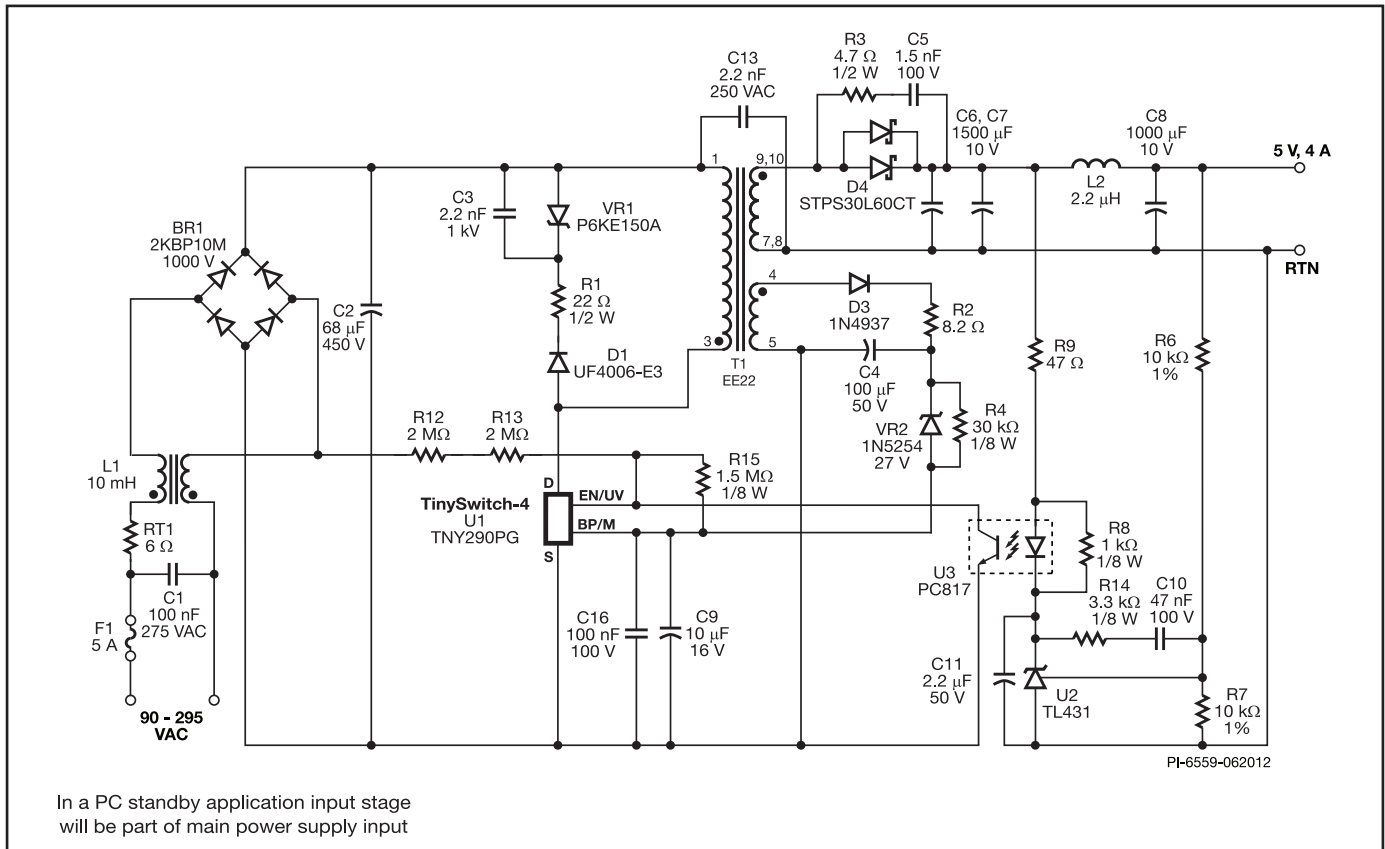 C13
2.2 nF
250 VAC
R3
4.7 Ω
1/2 W
C5
1.5 nF
100 V
C6, C7
1500 μF
10 V
C8
1000 μF
10 V
5 V, 4 A
1
9,10
D4
STPS30L60CT
L2
2.2 μH
C3
2.2 nF
1 kV
VR1
P6KE150A
BR1
2KBP10M
1000 V
7,8
RTN
4
R1
22 Ω
1/2 W
C2
68 μF
450 V
D3
1N4937
R2
8.2 Ω
3
5
T1
EE22
D1
UF4006-E3
C4
100 μF
50 V
R9
47 Ω
R6
10 kΩ
1%
VR2
1N5254
27 V
R4
30 kΩ
1/8 W
R12
2 MΩ
R13
2 MΩ
L1
10 mH
R15
1.5 MΩ
1/8 W
D
EN/UV
TinySwitch-4
U1
TNY290PG
BP/M
S
RT1
6 Ω
C1
100 nF
275 VAC
F1
5 A
U3
PC817
R8
1 kΩ
1/8 W
R14
3.3 kΩ
1/8 W
C10
47 nF
100 V
C16
100 nF
100 V
C9
10 μF
16 V
C11
2.2 μF
50 V
U2
TL431
R7
10 kΩ
1%
90 - 295
VAC
PI-6559-062012
In a PC standby application input stage
will be part of main power supply input